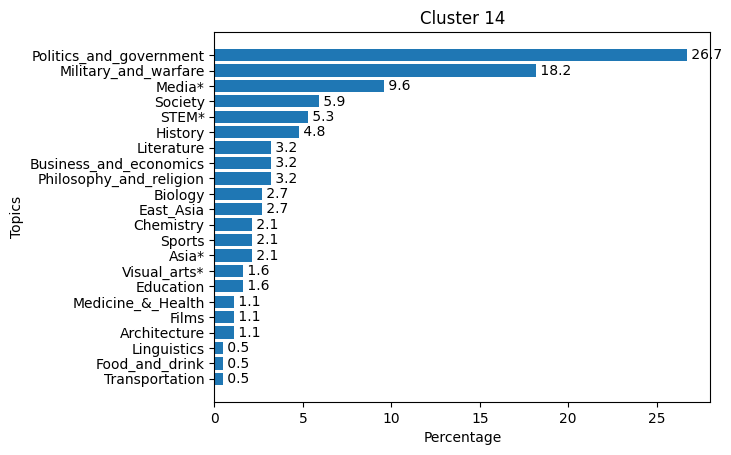 Cluster 14
Topics
Politics_and_government 26.7
Military_and_warfare 18.2
Media* 9.6
Society 5.9
STEM* 5.3
History 4.8
Literature 3.2
Business_and_economics 3.2
Philosophy_and_religion 3.2
Biology 2.7
East_Asia 2.7
Chemistry 2.1
Sports 2.1
Asia* 2.1
Visual_arts* 1.6
Education 1.6
Medicine_&_Health 1.1
Films 1.1
Architecture 1.1
Linguistics 0.5
Food_and_drink 0.5
Transportation 0.5
0 5 10 15 20 25
Percentage